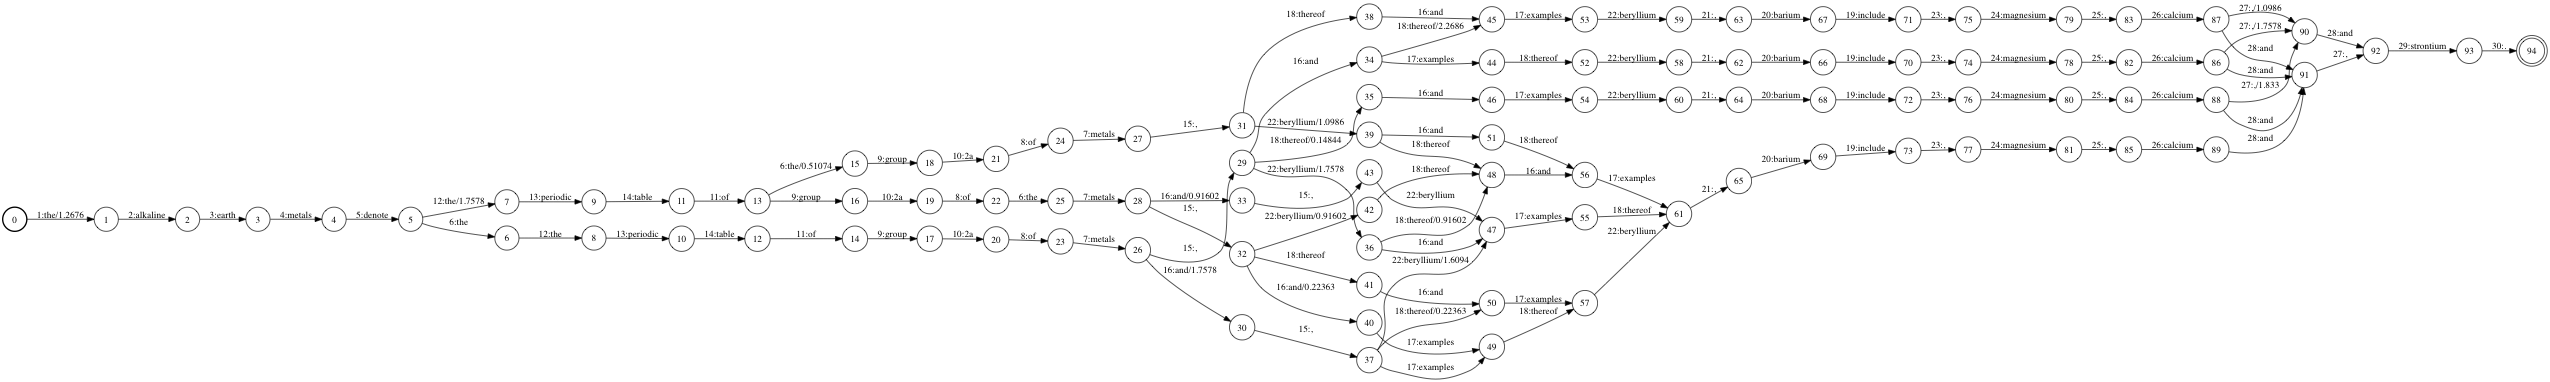 0 1:the/1.2676 1 2:alkaline 2 3:earth 3 4:metals 4 5:denote 5
12:the/1.7578 7 13:periodic 9 14:table 11 11:of 13
6:the 6 12:the 8 13:periodic 10 14:table 12 11:of 14 9:group 17 10:2a 20 8:of 23 7:metals 26
6:the/0.51074 15 9:group 18 10:2a 21 8:of 24 7:metals 27 15:, 31
9:group 16 10:2a 19 8:of 22 6:the 25 7:metals 28
16:and/0.91602 33 15:, 43
15:, 32
15:, 29
16:and/1.7578 30 15:, 37
18:thereof 38 16:and 45 17:examples 53 22:beryllium 59 21:, 63 20:barium 67 19:include 71 23:, 75 24:magnesium 79 25:, 83 26:calcium 87 27:,/1.0986 90 28:and 92 29:strontium 93 30:. 94
16:and 34 18:thereof/2.2686
17:examples 44 18:thereof 52 22:beryllium 58 21:, 62 20:barium 66 19:include 70 23:, 74 24:magnesium 78 25:, 82 26:calcium 86 27:,/1.7578
28:and
28:and 91 27:,
18:thereof/0.14844 35 16:and 46 17:examples 54 22:beryllium 60 21:, 64 20:barium 68 19:include 72 23:, 76 24:magnesium 80 25:, 84 26:calcium 88 27:,/1.833
28:and
22:beryllium/1.0986 39 16:and 51 18:thereof
18:thereof 48 16:and 56 17:examples 61 21:, 65 20:barium 69 19:include 73 23:, 77 24:magnesium 81 25:, 85 26:calcium 89 28:and
22:beryllium/1.7578 36 18:thereof/0.91602
16:and 47 17:examples 55 18:thereof
22:beryllium
22:beryllium/0.91602 42 18:thereof
18:thereof 41 16:and 50 17:examples 57 22:beryllium
16:and/0.22363 40 17:examples 49 18:thereof
22:beryllium/1.6094
18:thereof/0.22363
17:examples